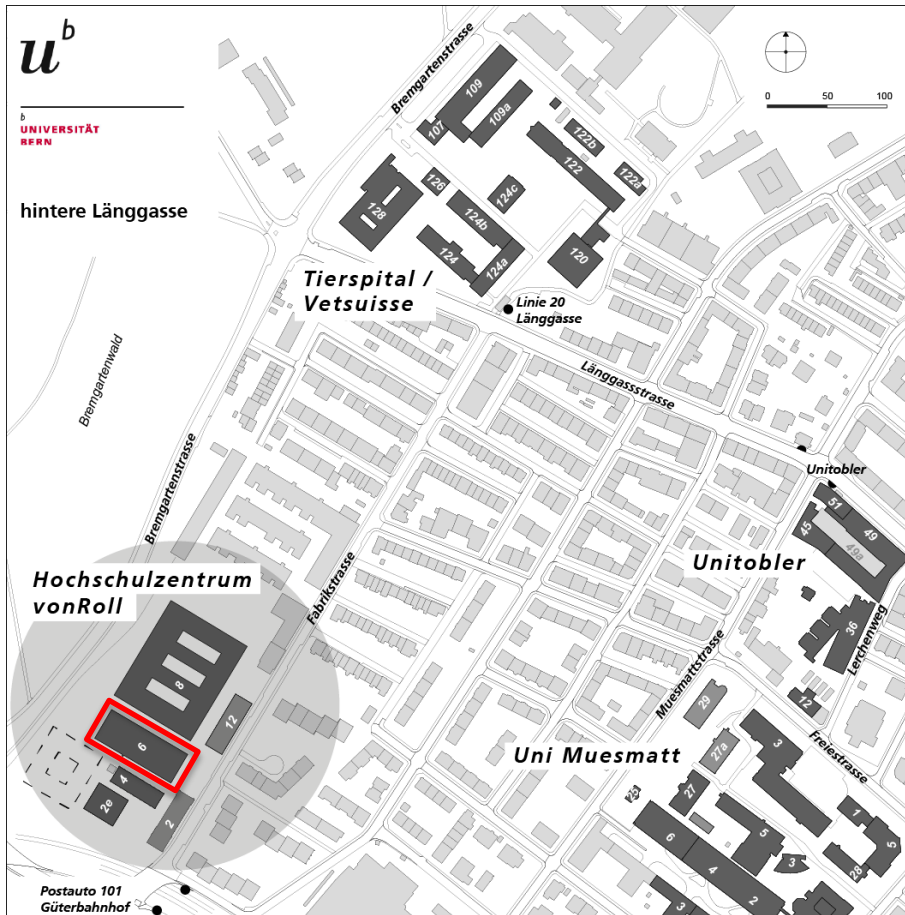 u
b
b
UNIVERSITÄT
BERN
hintere Länggasse
0 50 100
Bremgartenstrasse
109
109a
107
122b
122
122a
126
124c
128
124b
124
124a
120
Tierspital /
Vetsuisse
Linie 20
Länggasse
Länggassstrasse
Bremgartenwald
Bremgartenstrasse
Unitobler
51
45
49
49a
Unitobler
36
Lerchenweg
12
Hochschulzentrum
vonRoll
Fabrikstrasse
8
12
6
4
2e
2
Muesmattstrasse
29
Freiestrasse
Uni Muesmatt
27a
3
25
27
1
5
5
6
3
28
4
2
3
Postauto 101
Güterbahnhof